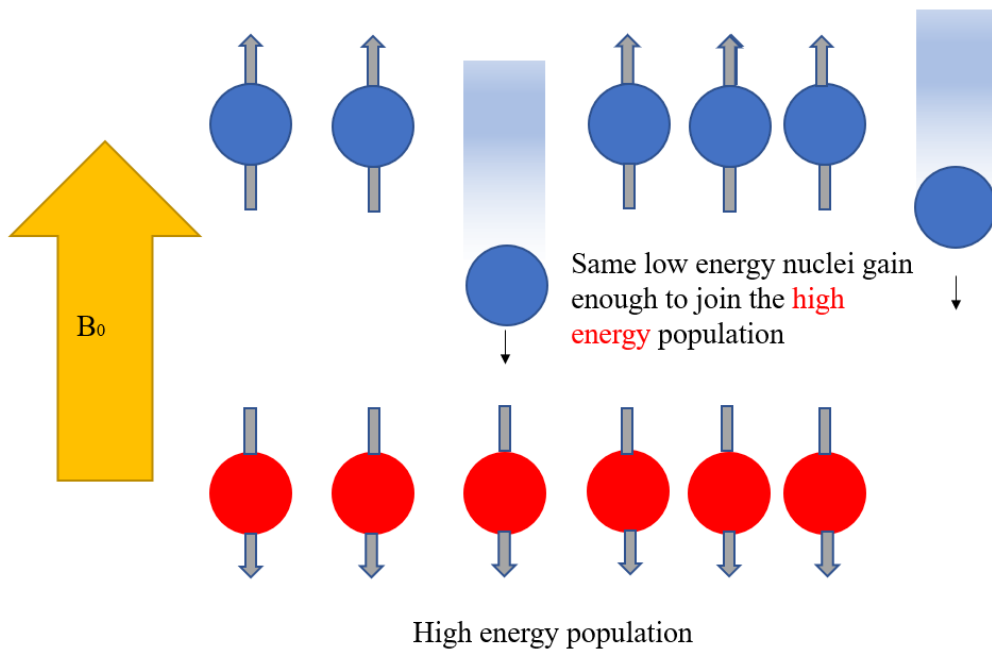 B₀
Same low energy nuclei gain
enough to join the high
energy population
High energy population